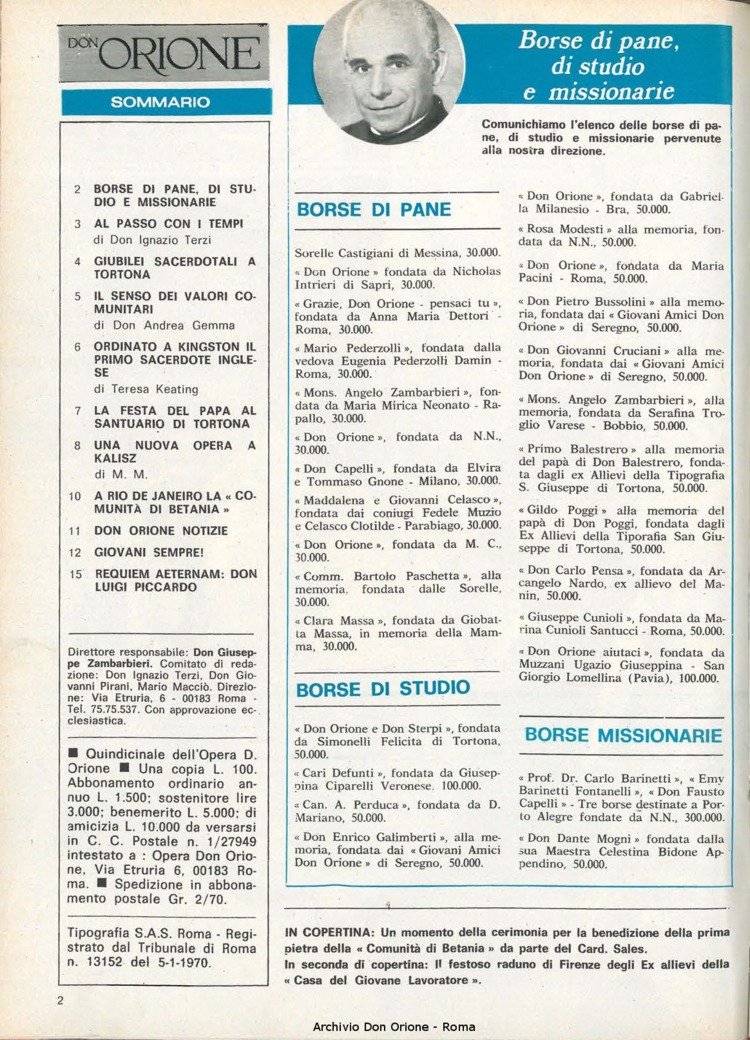 DON ORIONE
SOMMARIO
2 BORSE DI PANE, DI STU-
DIO E MISSIONARIE
3 AL PASSO CON I TEMPI
di Don Ignazio Terzi
4 GIUBILEI SACERDOTALI A
TORTONA
5 IL SENSO DEI VALORI CO-
MUNITARI
di Don Andrea Gemma
6 ORDINATO A KINGSTON IL
PRIMO SACERDOTE INGLE-
SE
di Teresa Keating
7 LA FESTA DEL PAPA AL
SANTUARIO DI TORTONA
8 UNA NUOVA OPERA A
KALISZ
di M. M.
10 A RIO DE JANEIRO LA « CO-
MUNITÀ DI BETANIA »
11 DON ORIONE NOTIZIE
12 GIOVANI SEMPRE!
15 REQUIEM AETERNAM: DON
LUIGI PICCARDO
Direttore responsabile: Don Giusep-
pe Zambarbieri. Comitato di reda-
zione: Don Ignazio Terzi, Don Gio-
vanni Pirani, Mario Macciò. Direzio-
ne: Via Etruria, 6 - 00183 Roma -
Tel. 75.75.537. Con approvazione ec-
clesiastica.
■ Quindicinale dell'Opera D.
Orione ■ Una copia L. 100.
Abbonamento ordinario an-
nuo L. 1.500; sostenitore lire
3.000; benemerito L. 5.000; di
amicizia L. 10.000 da versarsi
in C. C. Postale n. 1/27949
intestato a : Opera Don Orio-
ne, Via Etruria 6, 00183 Ro-
ma. ■ Spedizione in abbona-
mento postale Gr. 2/70.
Tipografia S.A.S. Roma - Regi-
strato dal Tribunale di Roma
n. 13152 del 5-1-1970.
Borse di pane,
di studio
e missionarie
Comunichiamo l'elenco delle borse di pa-
ne, di studio e missionarie pervenute
alla nostra direzione.
BORSE DI PANE
Sorelle Castigiani di Messina, 30.000.
« Don Orione » fondata da Nicholas
Intrieri di Sapri, 30.000.
« Grazie, Don Orione - pensaci tu »,
fondata da Anna Maria Dettori -
Roma, 30.000.
« Mario Pederzolli », fondata dalla
vedova Eugenia Pederzolli Damin -
Roma, 30.000.
« Mons. Angelo Zambarbieri », fon-
data da Maria Mirica Neonato - Ra-
pallo, 30.000.
« Don Orione », fondata da N.N.,
30.000.
« Don Capelli », fondata da Elvira
e Tommaso Gnone - Milano, 30.000.
« Maddalena e Giovanni Celasco »,
fondata dai coniugi Fedele Muzio
e Celasco Clotilde - Parabiago, 30.000.
« Don Orione », fondata da M. C.,
30.000.
« Comm. Bartolo Paschetta », alla
memoria, fondata dalle Sorelle,
30.000.
« Clara Massa », fondata da Giobat-
ta Massa, in memoria della Mam-
ma, 30.000.
BORSE DI STUDIO
« Don Orione e Don Sterpi », fondata
da Simonelli Felicita di Tortona,
50.000.
« Cari Defunti », fondata da Giusep-
pina Ciparelli Veronese, 100.000.
« Can. A. Perduca », fondata da D.
Mariano, 50.000.
« Don Enrico Galimberti », alla me-
moria, fondata dai « Giovani Amici
Don Orione » di Seregno, 50.000.
« Don Orione », fondata da Gabriel-
la Milanesio - Bra, 50.000.
« Rosa Modesti » alla memoria, fon-
data da N.N., 50.000.
« Don Orione », fondata da Maria
Pacini - Roma, 50.000.
« Don Pietro Bussolini » alla memo-
ria, fondata dai « Giovani Amici Don
Orione » di Seregno, 50.000.
« Don Giovanni Cruciani » alla me-
moria, fondata dai « Giovani Amici
Don Orione » di Seregno, 50.000.
« Mons. Angelo Zambarbieri », alla
memoria, fondata da Serafina Tro-
glio Varese - Bobbio, 50.000.
« Primo Balestrero » alla memoria
del papà di Don Balestrero, fonda-
ta dagli ex Allievi della Tipografia
S. Giuseppe di Tortona, 50.000.
« Gildo Poggi » alla memoria del
papà di Don Poggi, fondata dagli
Ex Allievi della Tiporafia San Giu-
seppe di Tortona, 50.000.
« Don Carlo Pensa », fondata da Ar-
cangelo Nardo, ex allievo del Ma-
nin, 50.000.
« Giuseppe Cunioli », fondata da Ma-
rina Cunioli Santucci - Roma, 50.000.
« Don Orione aiutaci », fondata da
Muzzani Ugazio Giuseppina - San
Giorgio Lomellina (Pavia), 100.000.
BORSE MISSIONARIE
« Prof. Dr. Carlo Barinetti », « Emy
Barinetti Fontanelli », « Don Fausto
Capelli » - Tre borse destinate a Por-
to Alegre fondate da N.N., 300.000.
« Don Dante Mogni » fondata dalla
sua Maestra Celestina Bidone Ap-
pendino, 50.000.
IN COPERTINA: Un momento della cerimonia per la benedizione della prima
pietra della « Comunità di Betania » da parte del Card. Sales.
In seconda di copertina: Il festoso raduno di Firenze degli Ex allievi della
« Casa del Giovane Lavoratore ».
2
Archivio Don Orione - Roma